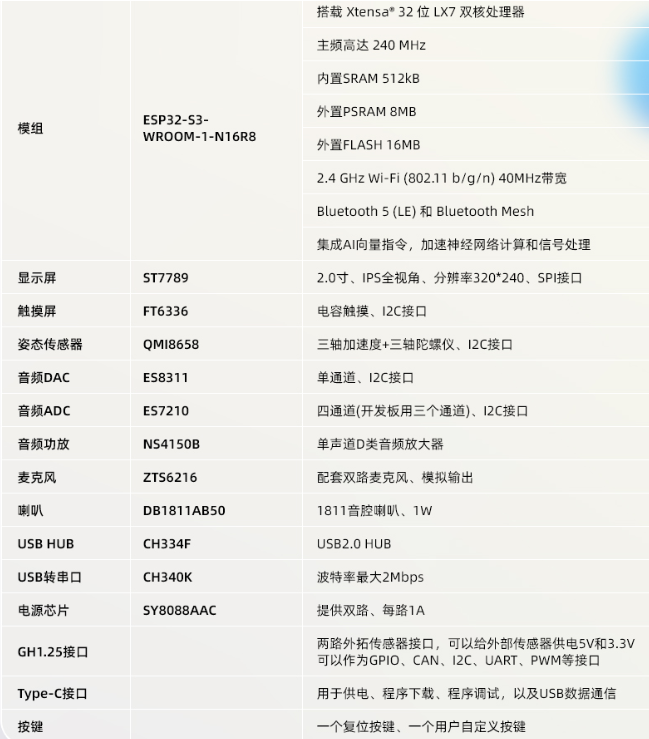 搭载 Xtensa® 32 位 LX7 双核处理器
主频高达 240 MHz
内置SRAM 512kB
外置PSRAM 8MB
模组
ESP32-S3-
WROOM-1-N16R8
外置FLASH 16MB
2.4 GHz Wi-Fi (802.11 b/g/n) 40MHz带宽
Bluetooth 5 (LE) 和 Bluetooth Mesh
集成AI向量指令，加速神经网络计算和信号处理
显示屏 ST7789 2.0寸、IPS全视角、分辨率320*240、SPI接口
触摸屏 FT6336 电容触摸、I2C接口
姿态传感器 QMI8658 三轴加速度+三轴陀螺仪、I2C接口
音频DAC ES8311 单通道、I2C接口
音频ADC ES7210 四通道(开发板用三个通道)、I2C接口
音频功放 NS4150B 单声道D类音频放大器
麦克风 ZTS6216 配套双路麦克风、模拟输出
喇叭 DB1811AB50 1811音腔喇叭、1W
USB HUB CH334F USB2.0 HUB
USB转串口 CH340K 波特率最大2Mbps
电源芯片 SY8088AAC 提供双路、每路1A
GH1.25接口 两路外拓传感器接口，可以给外部传感器供电5V和3.3V
可以作为GPIO、CAN、I2C、UART、PWM等接口
Type-C接口 用于供电、程序下载、程序调试，以及USB数据通信
按键 一个复位按键、一个用户自定义按键